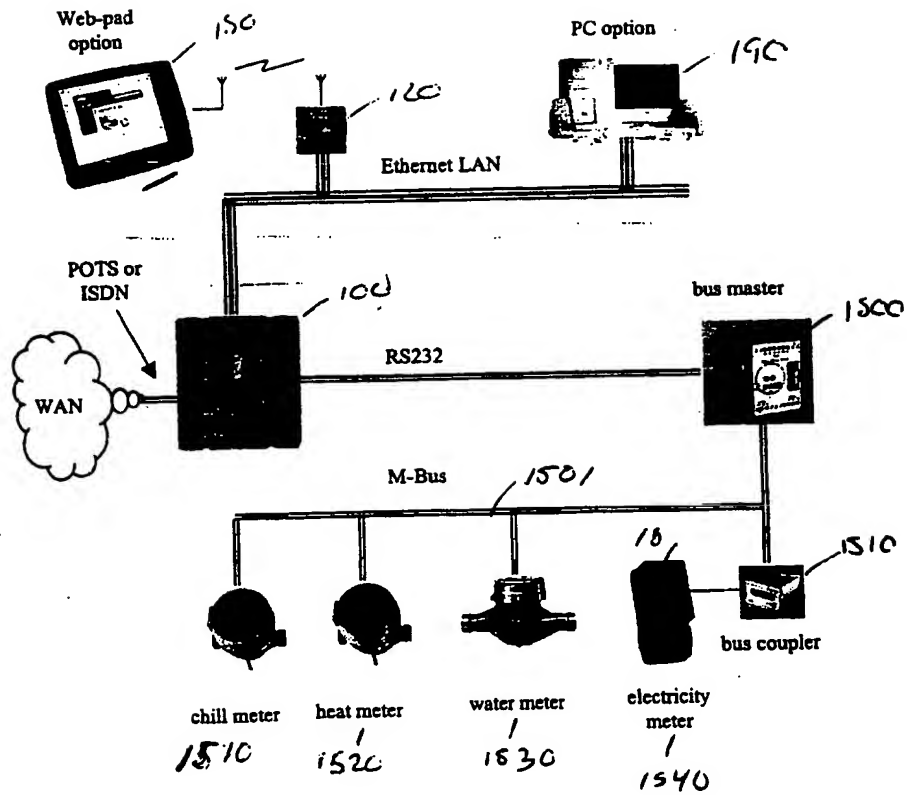 Web-pad
option
150
PC option
190
120
Ethernet LAN
POTS or
ISDN
100
bus master
1500
RS232
WAN
M-Bus
1501
18
1510
bus coupler
chill meter
heat meter
water meter
electricity
meter
1510
1520
1530
1540